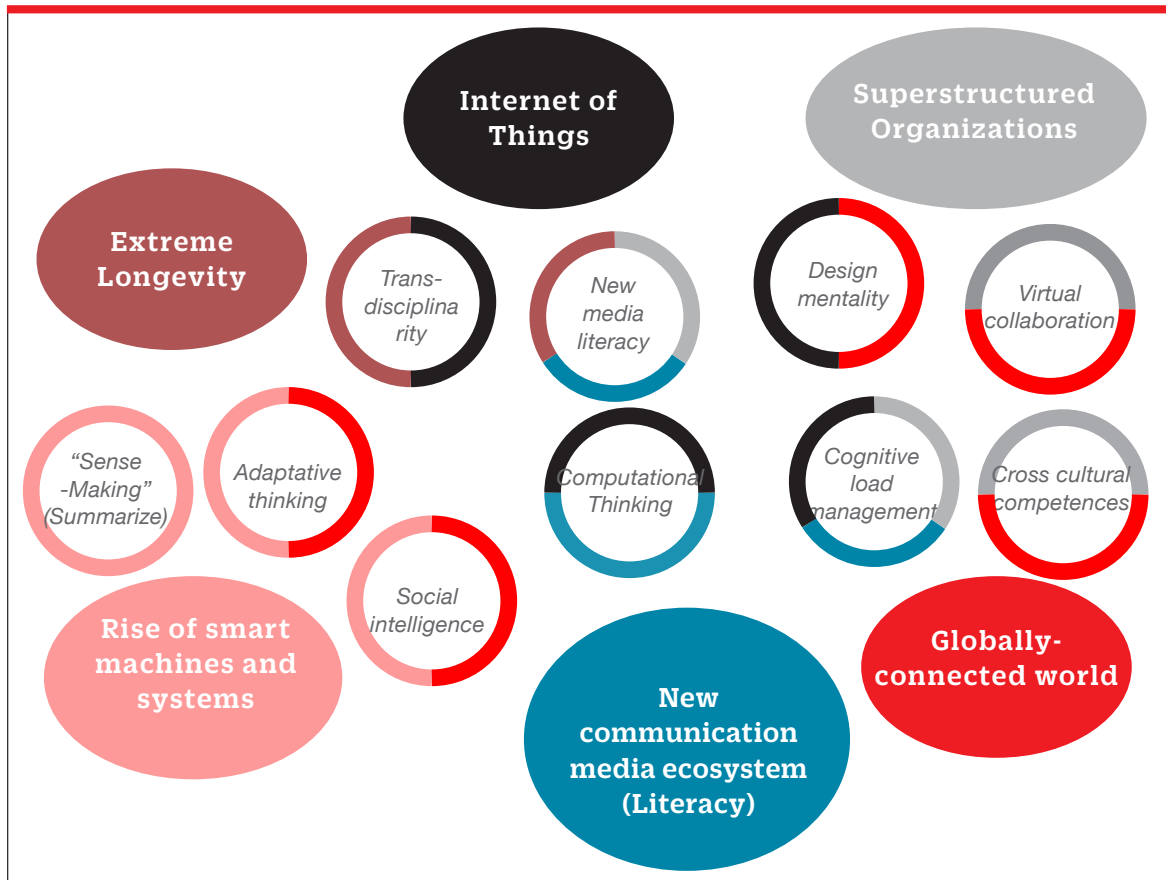 Internet of
Things
Superstructured
Organizations
Extreme
Longevity
Trans-
disciplina
rity
New
media
literacy
Design
mentality
Virtual
collaboration
“Sense
-Making”
(Summarize)
Adaptative
thinking
Computational
Thinking
Cognitive
load
management
Cross cultural
competences
Social
intelligence
Rise of smart
machines and
systems
New
communication
media ecosystem
(Literacy)
Globally-
connected world